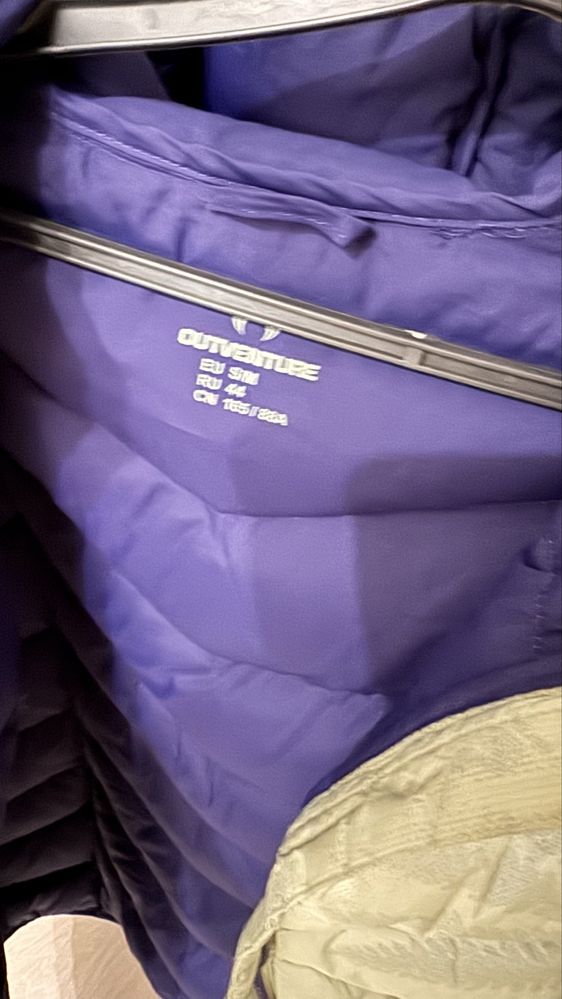 OUTVENTURE
EU S/M
RU 44
CN 165/88A